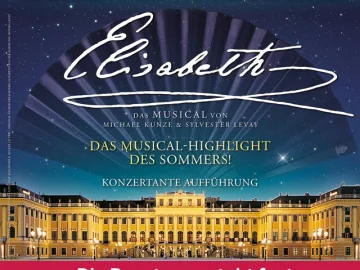 Elisabeth
DAS MUSICAL VON
MICHAEL KUNZE & SYLVESTER LEVAY
DAS MUSICAL-HIGHLIGHT
DES SOMMERS!
KONZERTANTE AUFFÜHRUNG